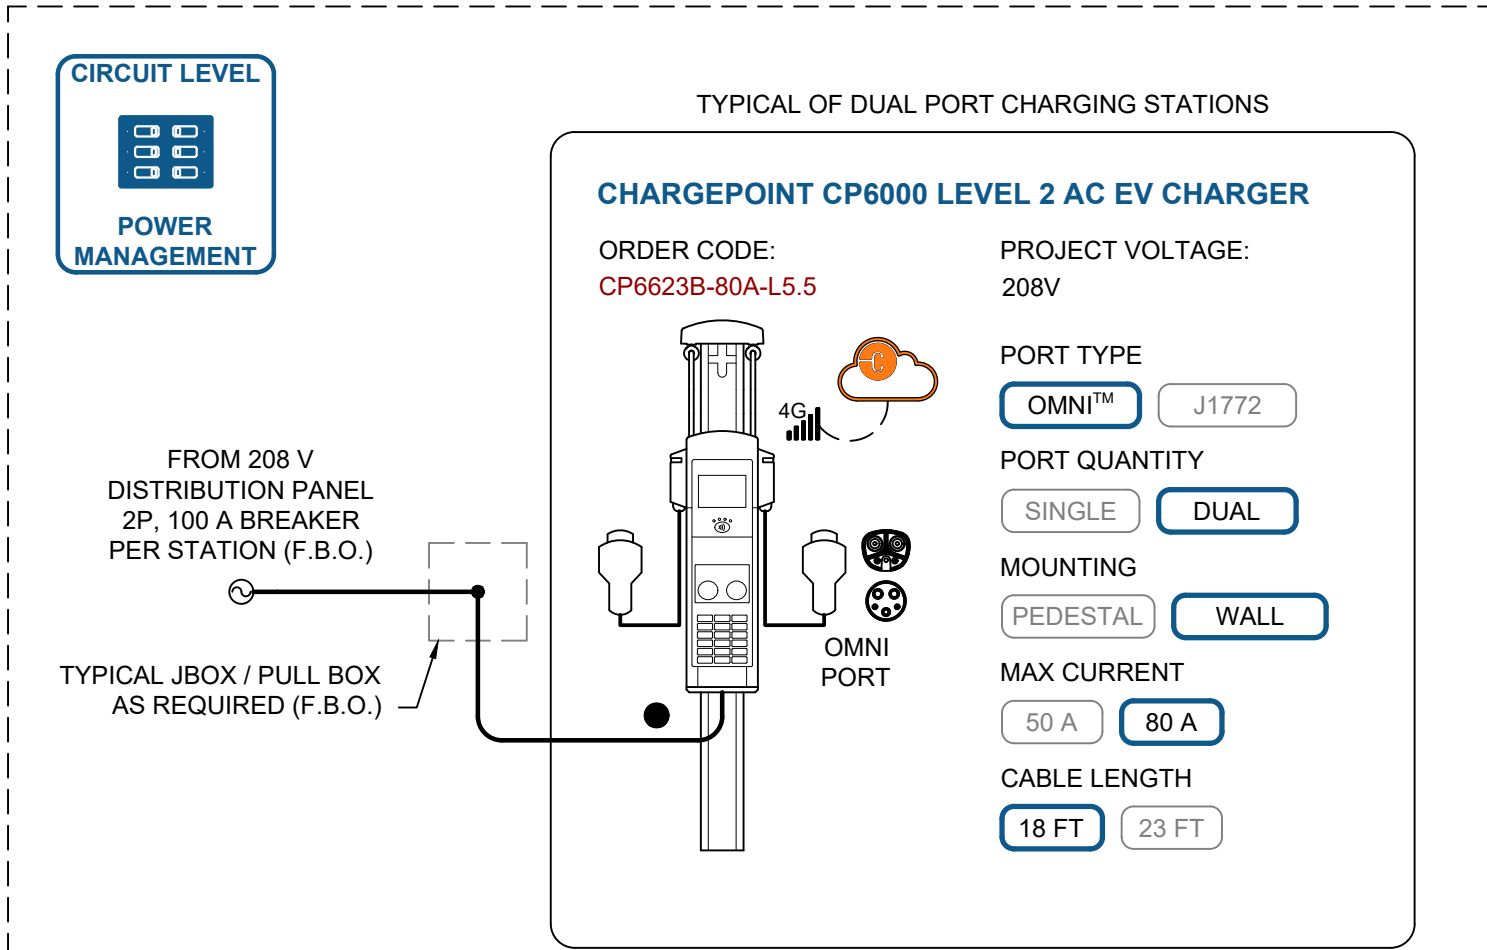 CIRCUIT LEVEL
POWER
MANAGEMENT
TYPICAL OF DUAL PORT CHARGING STATIONS
CHARGEPOINT CP6000 LEVEL 2 AC EV CHARGER
ORDER CODE:
CP6623B-80A-L5.5
PROJECT VOLTAGE:
208V
4G
C
PORT TYPE
OMNI™
J1772
PORT QUANTITY
SINGLE
DUAL
MOUNTING
PEDESTAL
WALL
MAX CURRENT
50 A
80 A
CABLE LENGTH
18 FT
23 FT
OMNI
PORT
FROM 208 V
DISTRIBUTION PANEL
2P, 100 A BREAKER
PER STATION (F.B.O.)
TYPICAL JBOX / PULL BOX
AS REQUIRED (F.B.O.)